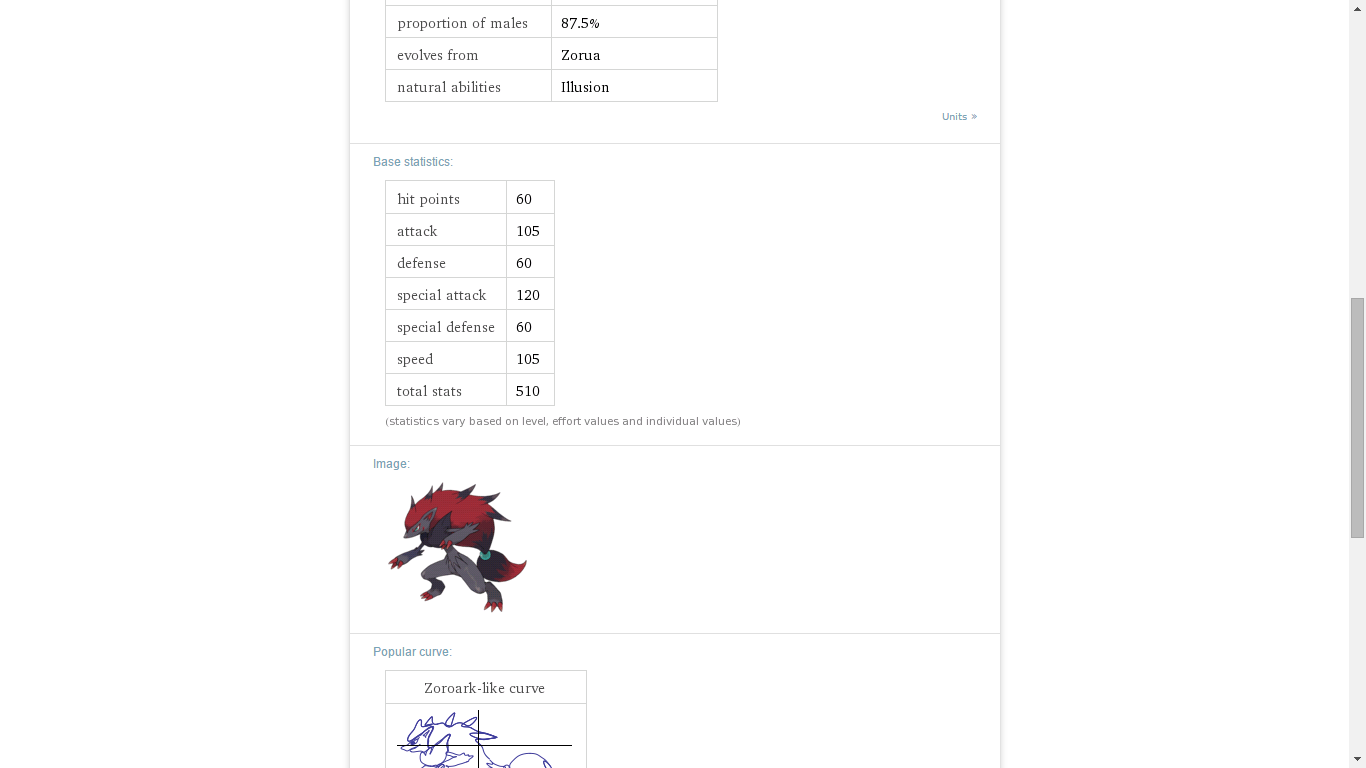 proportion of males 87.5%
evolves from Zorua
natural abilities Illusion
Units »
Base statistics:
hit points 60
attack 105
defense 60
special attack 120
special defense 60
speed 105
total stats 510
(statistics vary based on level, effort values and individual values)
Image:
Popular curve:
Zoroark-like curve